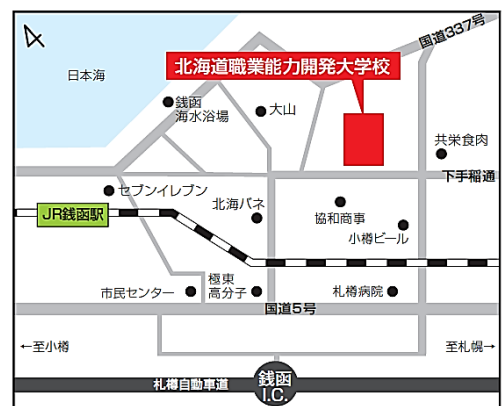 国道337号
日本海
北海道職業能力開発大学校
銭函
海水浴場
大山
共栄食肉
下手稲通
セブンイレブン
JR銭函駅
北海バネ
協和商事
小樽ビール
市民センター
極東
高分子
札樽病院
国道5号
←至小樽
至札幌→
札樽自動車道
銭函
I.C.